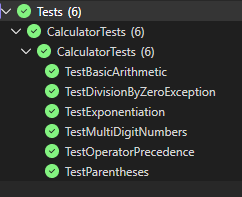 Tests (6)
CalculatorTests (6)
CalculatorTests (6)
TestBasicArithmetic
TestDivisionByZeroException
TestExponentiation
TestMultiDigitNumbers
TestOperatorPrecedence
TestParentheses